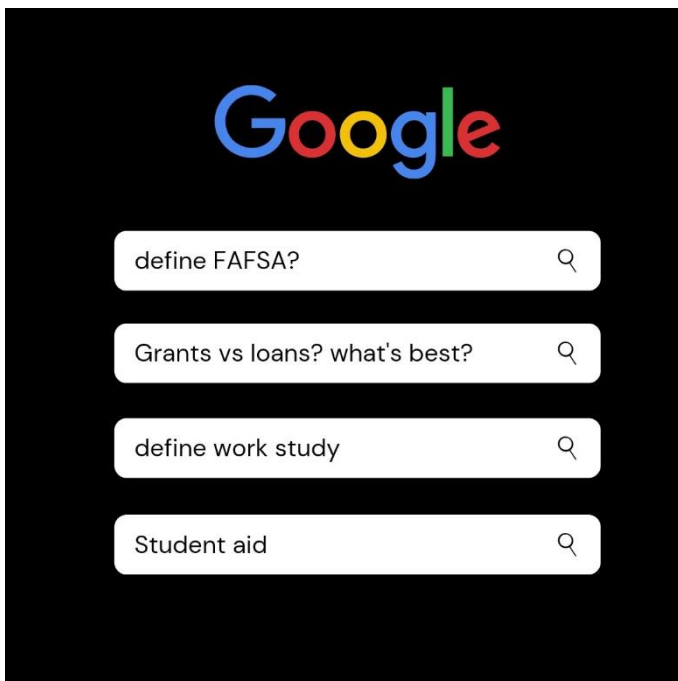 Google
define FAFSA?
Grants vs loans? what's best?
define work study
Student aid